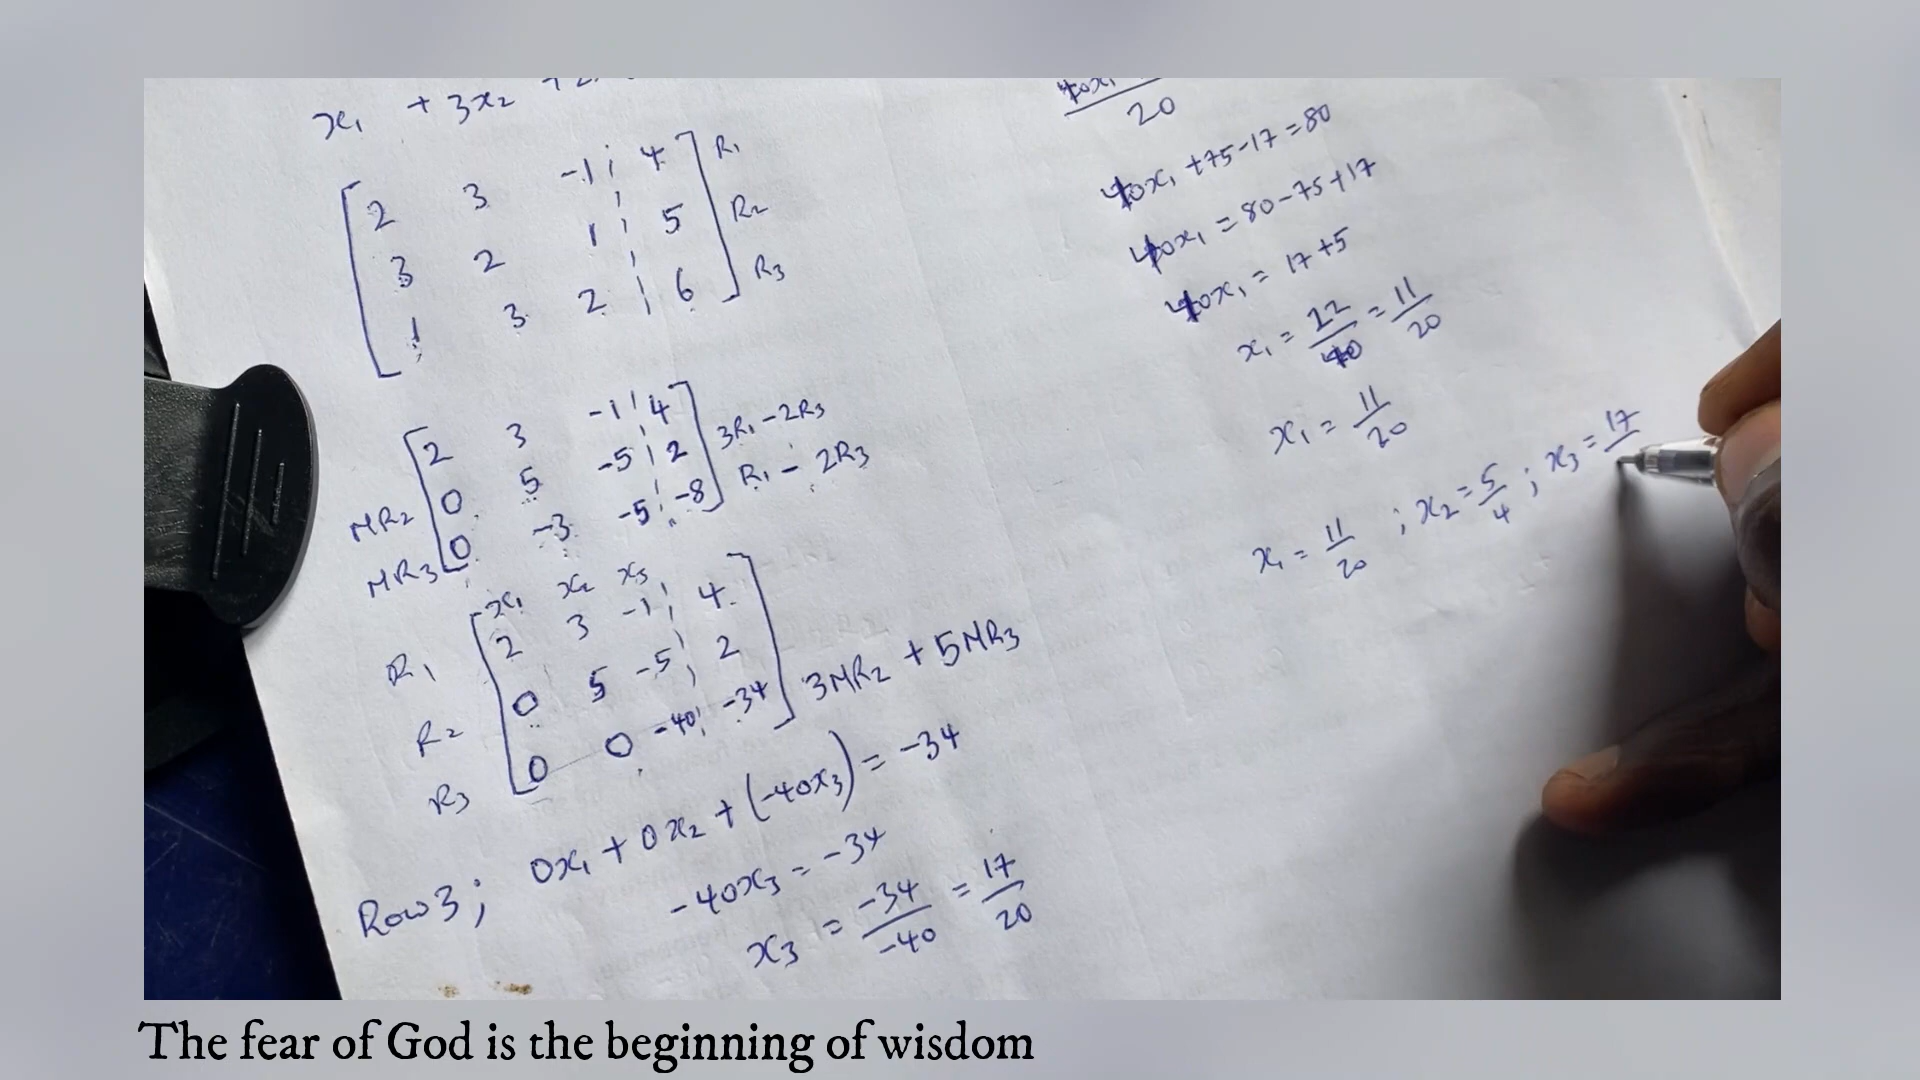 x₁ + 3x₂ +2
2 3 -1 ; 4 R₁
3 2 1 ; 5 R₂
1 3 2 ; 6 R₃
2 3 -1 ; 4
MR₂ 0 5 -5 ; 2 3R₁-2R₃
MR₃ 0 -3 -5 ; -8 R₁ - 2R₃
x₁ x₂ x₃
R₁ 2 3 -1 ; 4
R₂ 0 5 -5 ; 2
R₃ 0 0 -40 ; -34 3MR₂ + 5MR₃
Row 3; 0x₁ + 0x₂ + (-40x₃) = -34
-40x₃ = -34
x₃ = -34/-40 = 17/20
40x₁
20
40x₁ +75-17 = 80
40x₁ = 80-75+17
40x₁ = 17+5
x₁ = 22/40 = 11/20
x₁ = 11/20
x₁ = 11/20 ; x₂ = 5/4 ; x₃ = 17
The fear of God is the beginning of wisdom